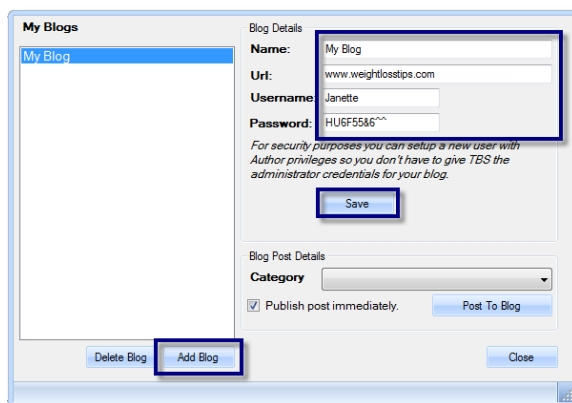 My Blogs
My Blog
Blog Details
Name: My Blog
Url: www.weightlosstips.com
Username: Janette
Password: HU6F55&6^^
For security purposes you can setup a new user with
Author privileges so you don't have to give TBS the
administrator credentials for your blog.
Save
Blog Post Details
Category
Publish post immediately. Post To Blog
Delete Blog Add Blog Close